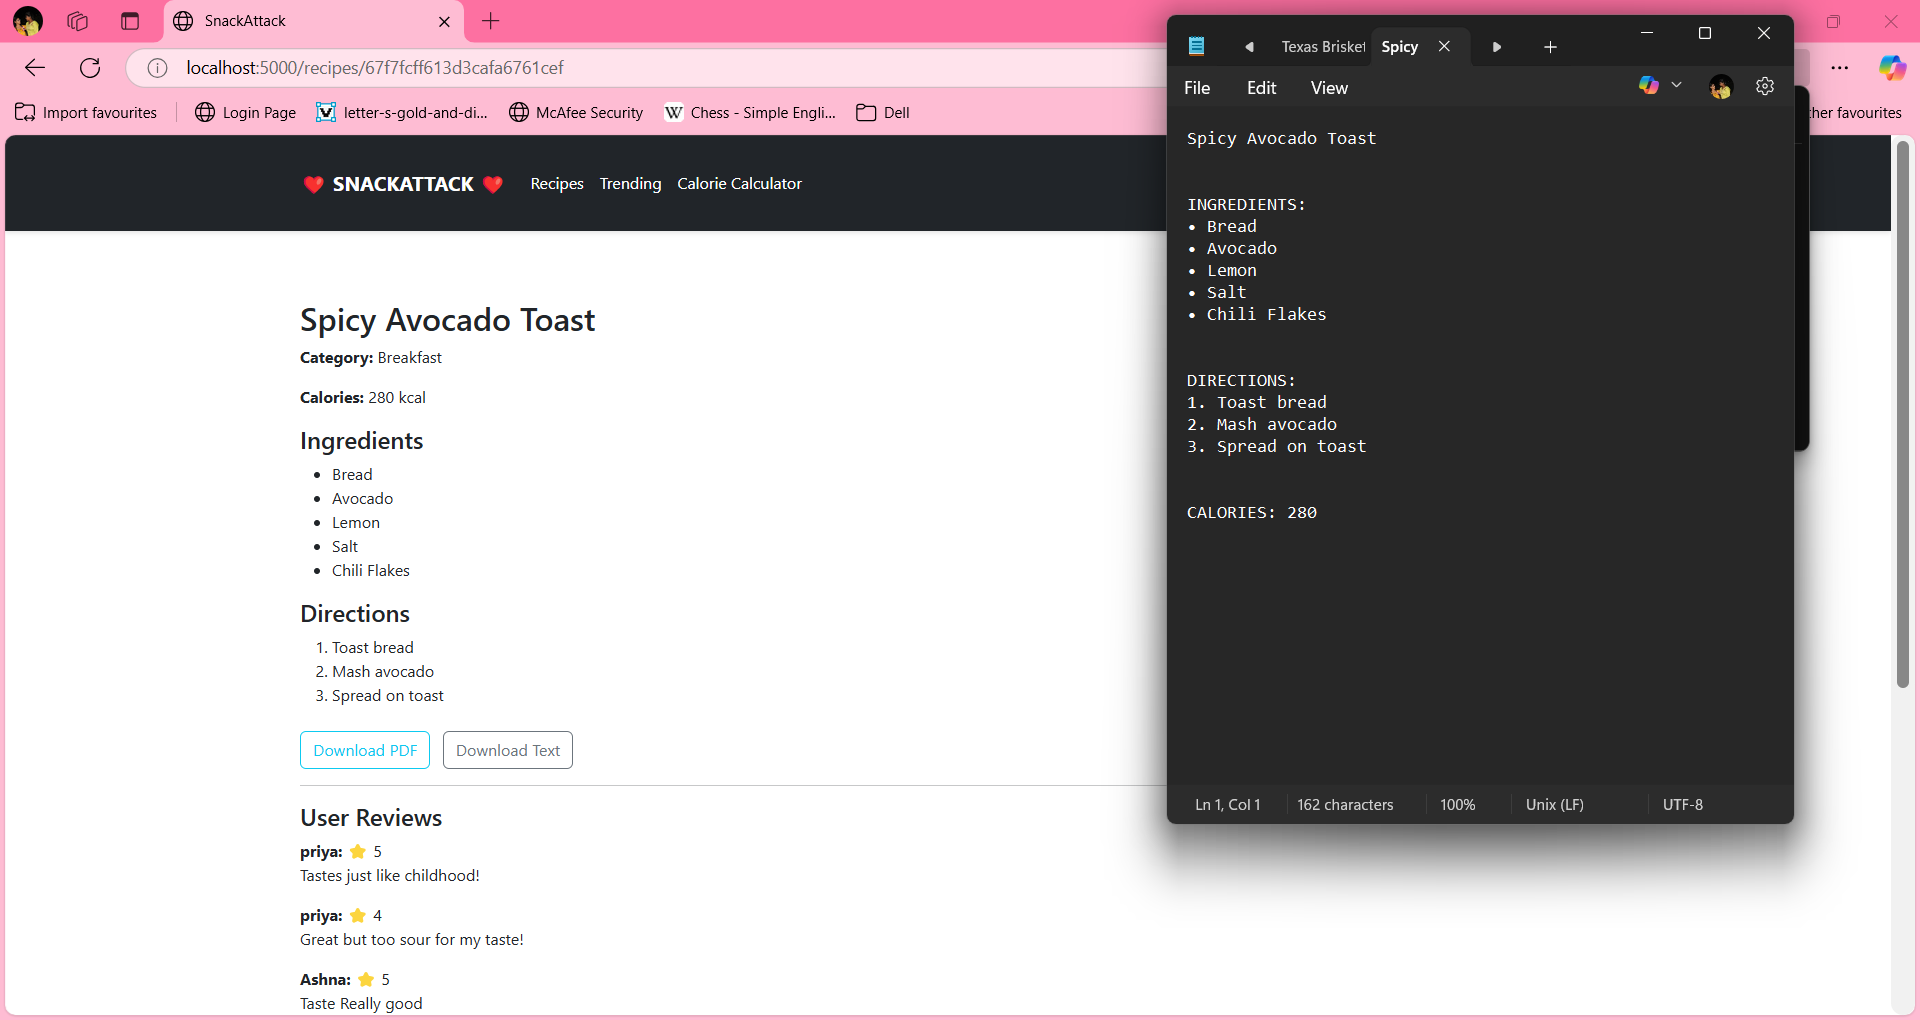 SnackAttack
localhost:5000/recipes/67f7fcff613d3cafa6761cef
Import favourites
Login Page
letter-s-gold-and-di...
McAfee Security
W Chess - Simple Engli...
Dell
favourites
❤️ SNACKATTACK ❤️
Recipes Trending Calorie Calculator
Spicy Avocado Toast
Category: Breakfast
Calories: 280 kcal
Ingredients
• Bread
• Avocado
• Lemon
• Salt
• Chili Flakes
Directions
1. Toast bread
2. Mash avocado
3. Spread on toast
Download PDF Download Text
User Reviews
priya: ⭐ 5
Tastes just like childhood!
priya: ⭐ 4
Great but too sour for my taste!
Ashna: ⭐ 5
Taste Really good
Texas Brisket Spicy
File Edit View
Spicy Avocado Toast
INGREDIENTS:
• Bread
• Avocado
• Lemon
• Salt
• Chili Flakes
DIRECTIONS:
1. Toast bread
2. Mash avocado
3. Spread on toast
CALORIES: 280
Ln 1, Col 1 162 characters 100% Unix (LF) UTF-8